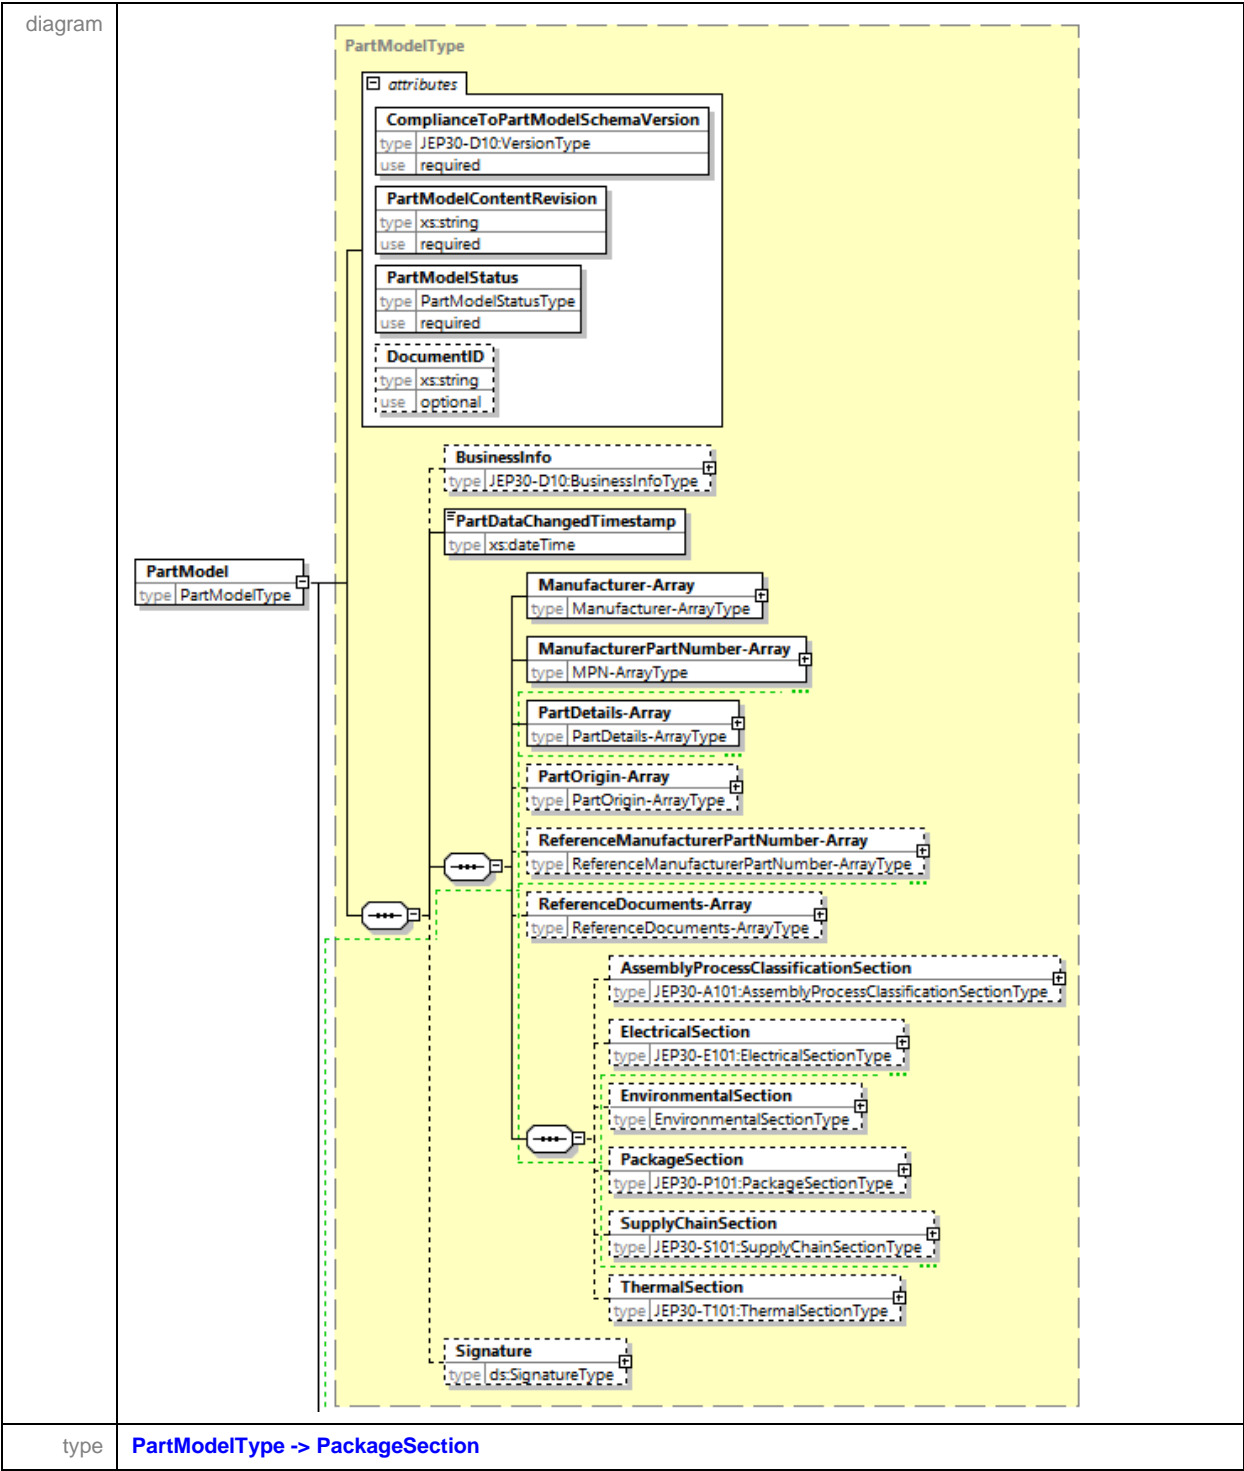 diagram
PartModelType
attributes
ComplianceToPartModelSchemaVersion
type JEP30-D10:VersionType
use required
PartModelContentRevision
type xs:string
use required
PartModelStatus
type PartModelStatusType
use required
DocumentID
type xs:string
use optional
BusinessInfo
type JEP30-D10:BusinessInfoType
PartDataChangedTimestamp
type xs:dateTime
PartModel
type PartModelType
Manufacturer-Array
type Manufacturer-ArrayType
ManufacturerPartNumber-Array
type MPN-ArrayType
PartDetails-Array
type PartDetails-ArrayType
PartOrigin-Array
type PartOrigin-ArrayType
ReferenceManufacturerPartNumber-Array
type ReferenceManufacturerPartNumber-ArrayType
ReferenceDocuments-Array
type ReferenceDocuments-ArrayType
AssemblyProcessClassificationSection
type JEP30-A101:AssemblyProcessClassificationSectionType
ElectricalSection
type JEP30-E101:ElectricalSectionType
EnvironmentalSection
type EnvironmentalSectionType
PackageSection
type JEP30-P101:PackageSectionType
SupplyChainSection
type JEP30-S101:SupplyChainSectionType
ThermalSection
type JEP30-T101:ThermalSectionType
Signature
type ds:SignatureType
type PartModelType -> PackageSection